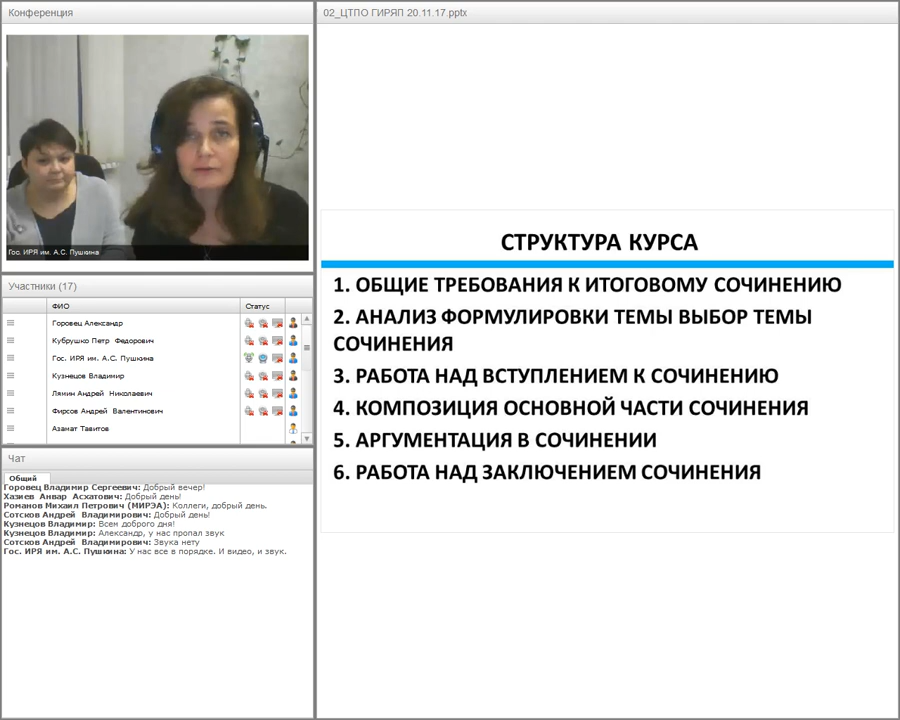 Конференция
Гос. ИРЯ им. А.С. Пушкина
Участники (17)
ФИО Статус
Горовец Александр
Кубрушко Петр Федорович
Гос. ИРЯ им. А.С. Пушкина
Кузнецов Владимир
Лямин Андрей Николаевич
Фирсов Андрей Валентинович
Азамат Тавитов
Чат
Общий
Горовец Владимир Сергеевич: Добрый вечер!
Хазиев Анвар Асхатович: Добрый день!
Романов Михаил Петрович (МИРЭА): Коллеги, добрый день.
Сотсков Андрей Владимирович: Добрый день!
Кузнецов Владимир: Всем доброго дня!
Кузнецов Владимир: Александр, у нас пропал звук
Сотсков Андрей Владимирович: Звука нету
Гос. ИРЯ им. А.С. Пушкина: У нас все в порядке. И видео, и звук.
02_ЦТПО ГИРЯП 20.11.17.pptx
СТРУКТУРА КУРСА
1. ОБЩИЕ ТРЕБОВАНИЯ К ИТОГОВОМУ СОЧИНЕНИЮ
2. АНАЛИЗ ФОРМУЛИРОВКИ ТЕМЫ ВЫБОР ТЕМЫ
СОЧИНЕНИЯ
3. РАБОТА НАД ВСТУПЛЕНИЕМ К СОЧИНЕНИЮ
4. КОМПОЗИЦИЯ ОСНОВНОЙ ЧАСТИ СОЧИНЕНИЯ
5. АРГУМЕНТАЦИЯ В СОЧИНЕНИИ
6. РАБОТА НАД ЗАКЛЮЧЕНИЕМ СОЧИНЕНИЯ